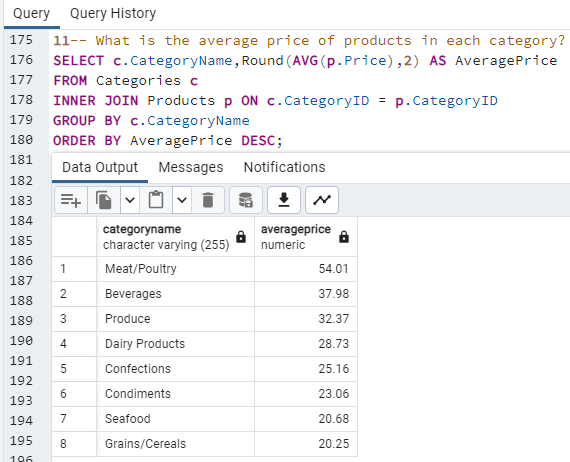 Query Query History
175 11-- What is the average price of products in each category?
176 SELECT c.CategoryName,Round(AVG(p.Price),2) AS AveragePrice
177 FROM Categories c
178 INNER JOIN Products p ON c.CategoryID = p.CategoryID
179 GROUP BY c.CategoryName
180 ORDER BY AveragePrice DESC;
181
182 Data Output Messages Notifications
183
184
185 categoryname averageprice
character varying (255) numeric
186 1 Meat/Poultry 54.01
187
188 2 Beverages 37.98
189 3 Produce 32.37
190 4 Dairy Products 28.73
191
192 5 Confections 25.16
193 6 Condiments 23.06
194 7 Seafood 20.68
195 8 Grains/Cereals 20.25
196